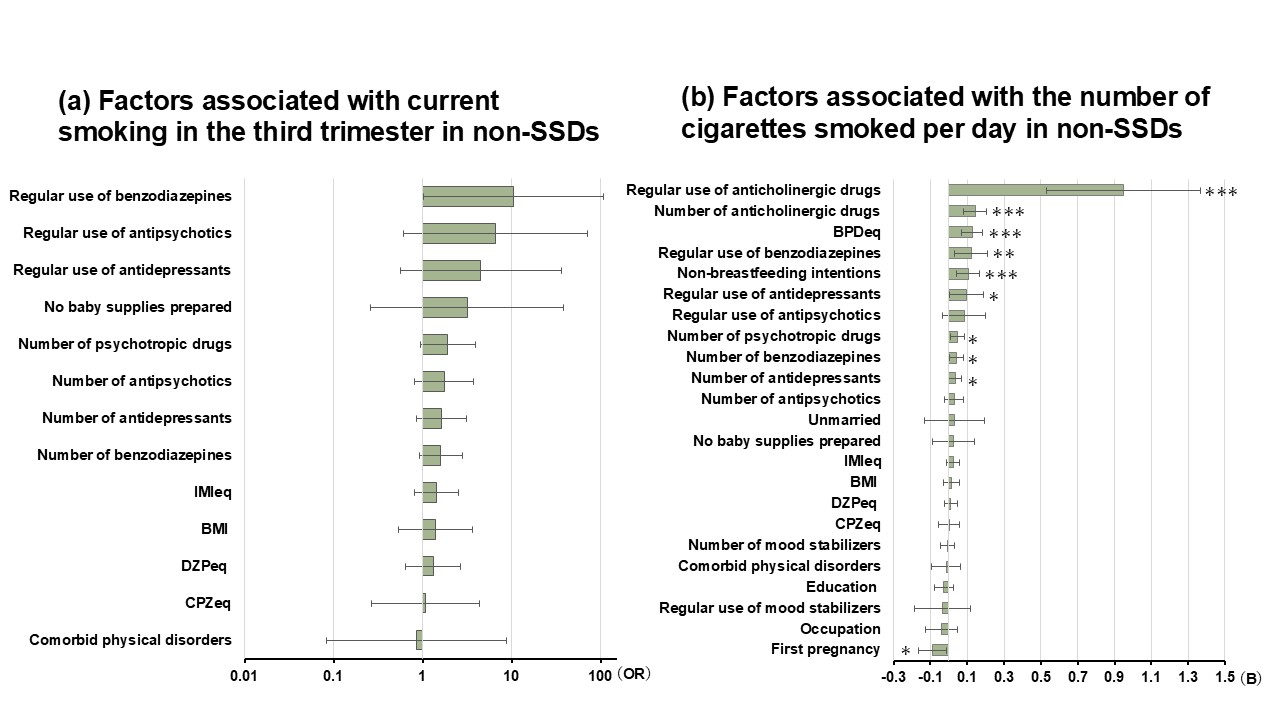 (a) Factors associated with current
smoking in the third trimester in non-SSDs
Regular use of benzodiazepines
Regular use of antipsychotics
Regular use of antidepressants
No baby supplies prepared
Number of psychotropic drugs
Number of antipsychotics
Number of antidepressants
Number of benzodiazepines
IMIeq
BMI
DZPeq
CPZeq
Comorbid physical disorders
0.01 0.1 1 10 100 (OR)
(b) Factors associated with the number of
cigarettes smoked per day in non-SSDs
Regular use of anticholinergic drugs ***
Number of anticholinergic drugs ***
BPDeq ***
Regular use of benzodiazepines **
Non-breastfeeding intentions ***
Regular use of antidepressants *
Regular use of antipsychotics
Number of psychotropic drugs *
Number of benzodiazepines *
Number of antidepressants *
Number of antipsychotics
Unmarried
No baby supplies prepared
IMIeq
BMI
DZPeq
CPZeq
Number of mood stabilizers
Comorbid physical disorders
Education
Regular use of mood stabilizers
Occupation
First pregnancy *
-0.3 -0.1 0.1 0.3 0.5 0.7 0.9 1.1 1.3 1.5 (B)